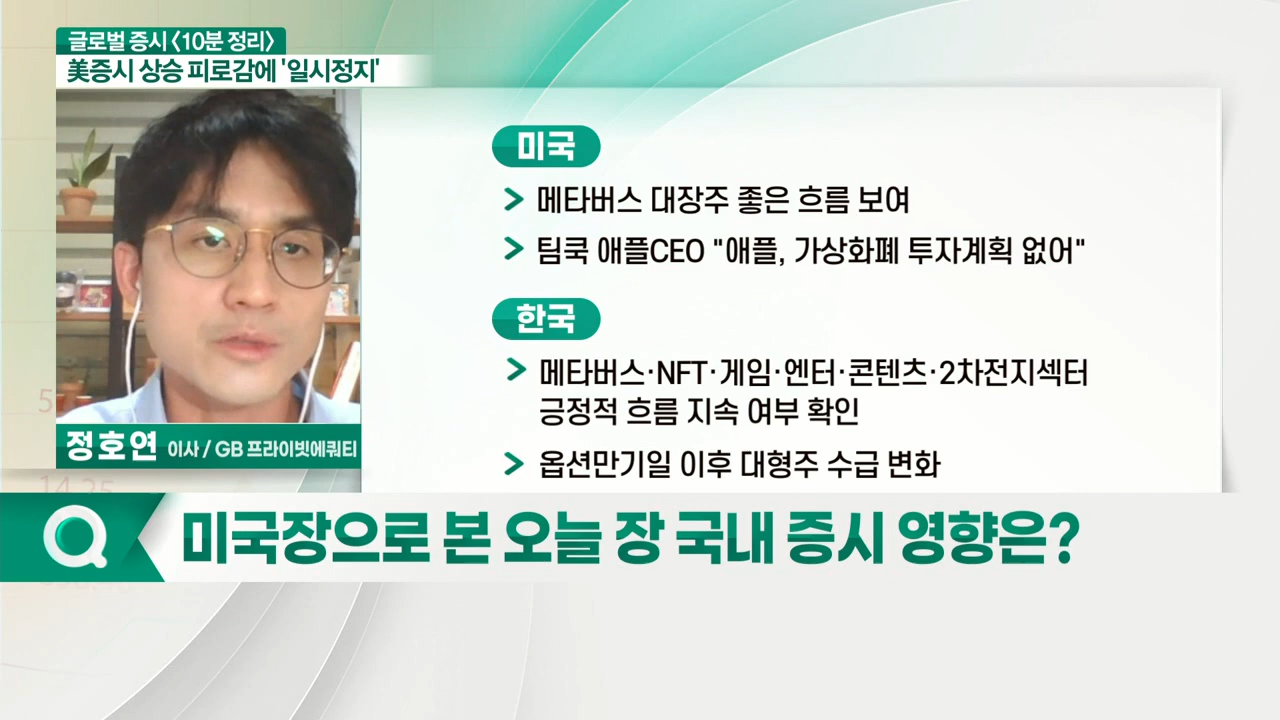 글로벌 증시 <10분 정리>
美증시 상승 피로감에 '일시정지'
미국
> 메타버스 대장주 좋은 흐름 보여
> 팀쿡 애플CEO "애플, 가상화폐 투자계획 없어"
한국
> 메타버스·NFT·게임·엔터·콘텐츠·2차전지섹터
긍정적 흐름 지속 여부 확인
> 옵션만기일 이후 대형주 수급 변화
정호연 이사 / GB 프라이빗에쿼티
Q 미국장으로 본 오늘 장 국내 증시 영향은?